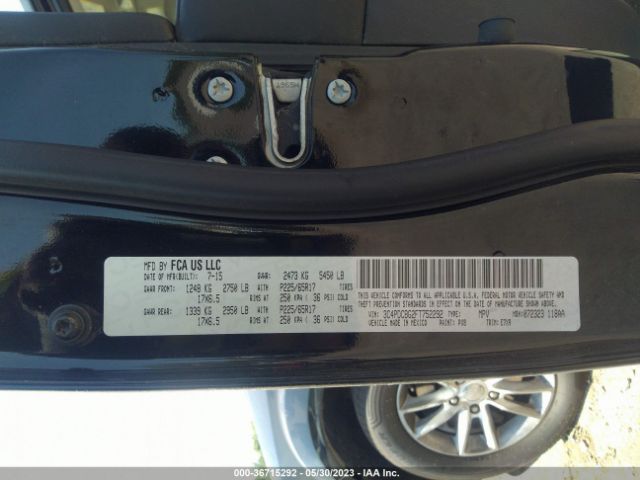 MFD BY FCA US LLC
DATE OF MFR(BUILT): 7-15 GVWR: 2473 KG 5450 LB
GAWR FRONT: 1248 KG 2750 LB P225/65R17 TIRES
17X6.5 RIMS AT 250 KPA ( 36 PSI) COLD
GAWR REAR: 1339 KG 2950 LB P225/65R17 TIRES
17X6.5 RIMS AT 250 KPA ( 36 PSI) COLD
THIS VEHICLE CONFORMS TO ALL APPLICABLE U.S.A. FEDERAL MOTOR VEHICLE SAFETY AND
THEFT PREVENTION STANDARDS IN EFFECT ON THE DATE OF MANUFACTURE SHOWN ABOVE.
VIN: 3C4PDCBG2FT752292 TYPE: MPV MDH:072323 118AA
VEHICLE MADE IN MEXICO PAINT: TRIM:
000-36715292 - 05/30/2023 - IAA Inc.